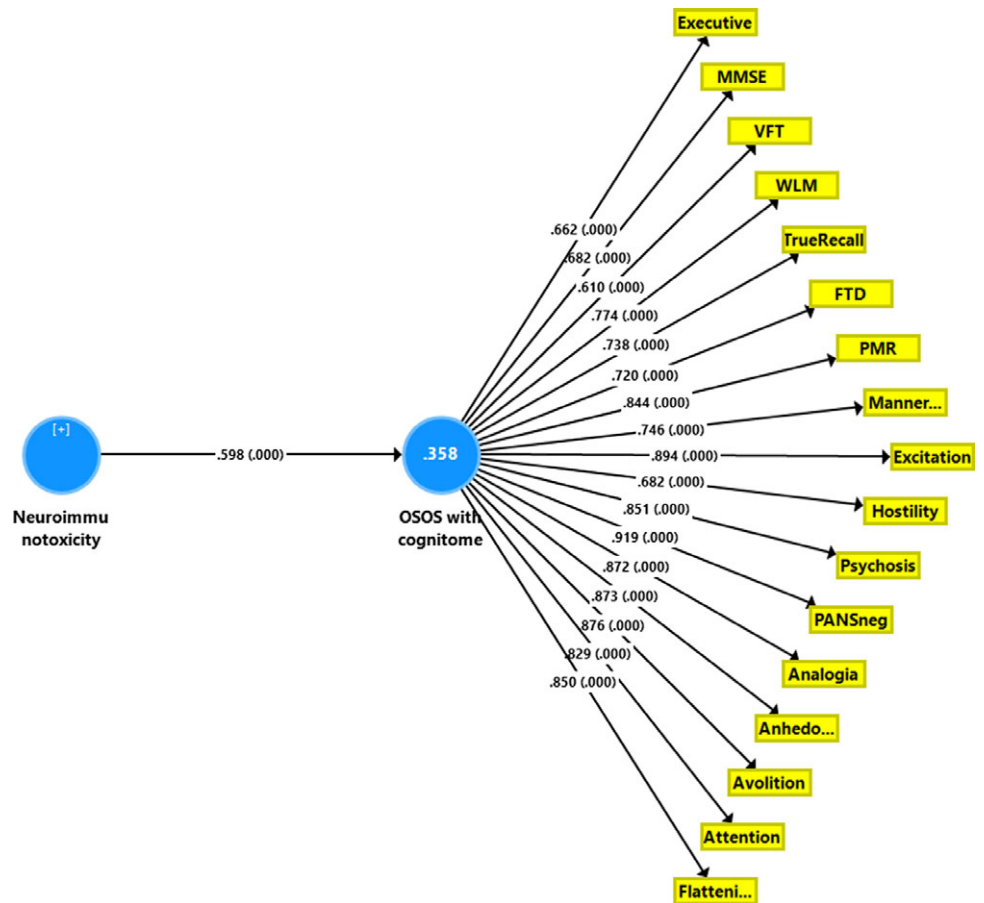 Executive
MMSE
VFT
WLM
TrueRecall
FTD
PMR
Manner...
Excitation
Hostility
Psychosis
PANSneg
Analogia
Anhedo...
Avolition
Attention
Flatteni...
.662 (.000)
.682 (.000)
.610 (.000)
.774 (.000)
.738 (.000)
.720 (.000)
.844 (.000)
.746 (.000)
.894 (.000)
.682 (.000)
.851 (.000)
.919 (.000)
.872 (.000)
.873 (.000)
.876 (.000)
.829 (.000)
.850 (.000)
[+]
.598 (.000)
.358
Neuroimmu
notoxicity
OSOS with
cognitome